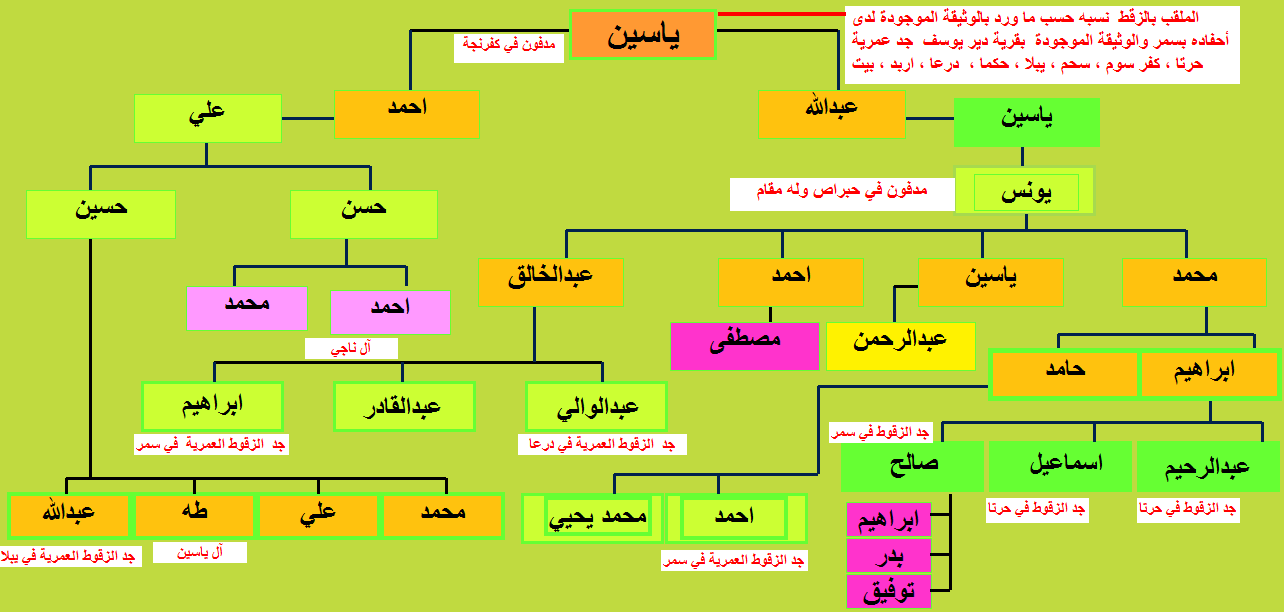 ياسين
الملقب بالزقط نسبه حسب ما ورد بالوثيقة الموجودة لدى
أحفاده بسمر والوثيقة الموجودة بقرية دير يوسف جد عمرية
حرتا ، كفر سوم ، سحم ، يبلا ، حكما ، درعا ، اربد ، بيت
مدفون في كفرنجة
ياسين
عبدالله
احمد
علي
يونس
مدفون في حبراص وله مقام
حسن
حسين
محمد
ياسين
احمد
عبدالخالق
احمد
محمد
آل ناجي
عبدالرحمن
مصطفى
ابراهيم
حامد
عبدالوالي
عبدالقادر
ابراهيم
جد الزقوط العمرية في درعا
جد الزقوط العمرية في سمر
جد الزقوط في سمر
عبدالرحيم
اسماعيل
صالح
جد الزقوط في حرتا
جد الزقوط في حرتا
ابراهيم
بدر
توفيق
احمد
محمد يحيي
جد الزقوط العمرية في سمر
محمد
علي
طه
عبدالله
آل ياسين
جد الزقوط العمرية في يبلا